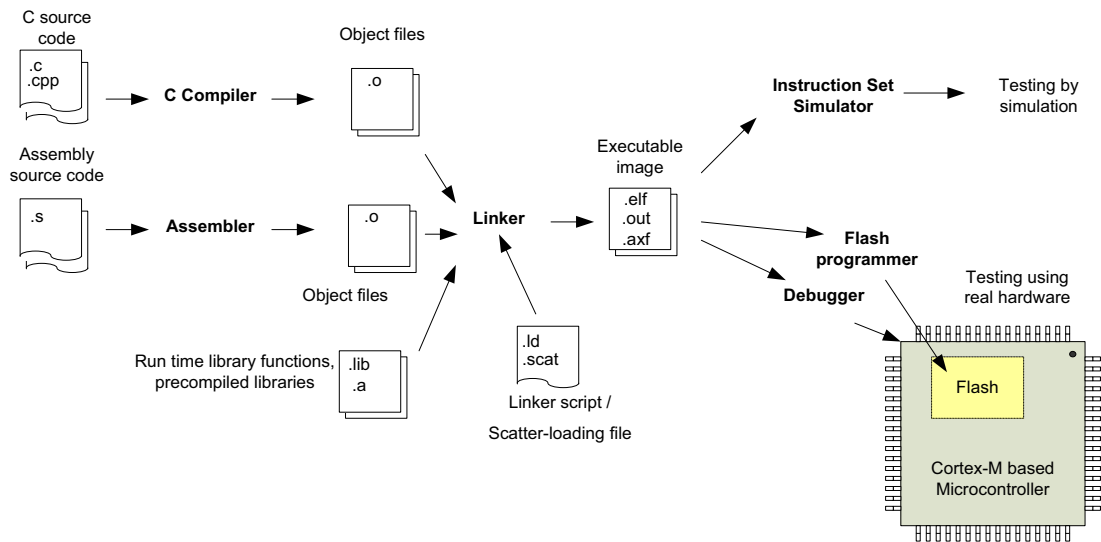 C source
code
.c
.cpp
C Compiler
Object files
.o
Assembly
source code
.s
Assembler
.o
Object files
Run time library functions,
precompiled libraries
.lib
.a
Linker
.ld
.scat
Linker script /
Scatter-loading file
Executable
image
.elf
.out
.axf
Instruction Set
Simulator
Testing by
simulation
Flash
programmer
Debugger
Testing using
real hardware
Flash
Cortex-M based
Microcontroller